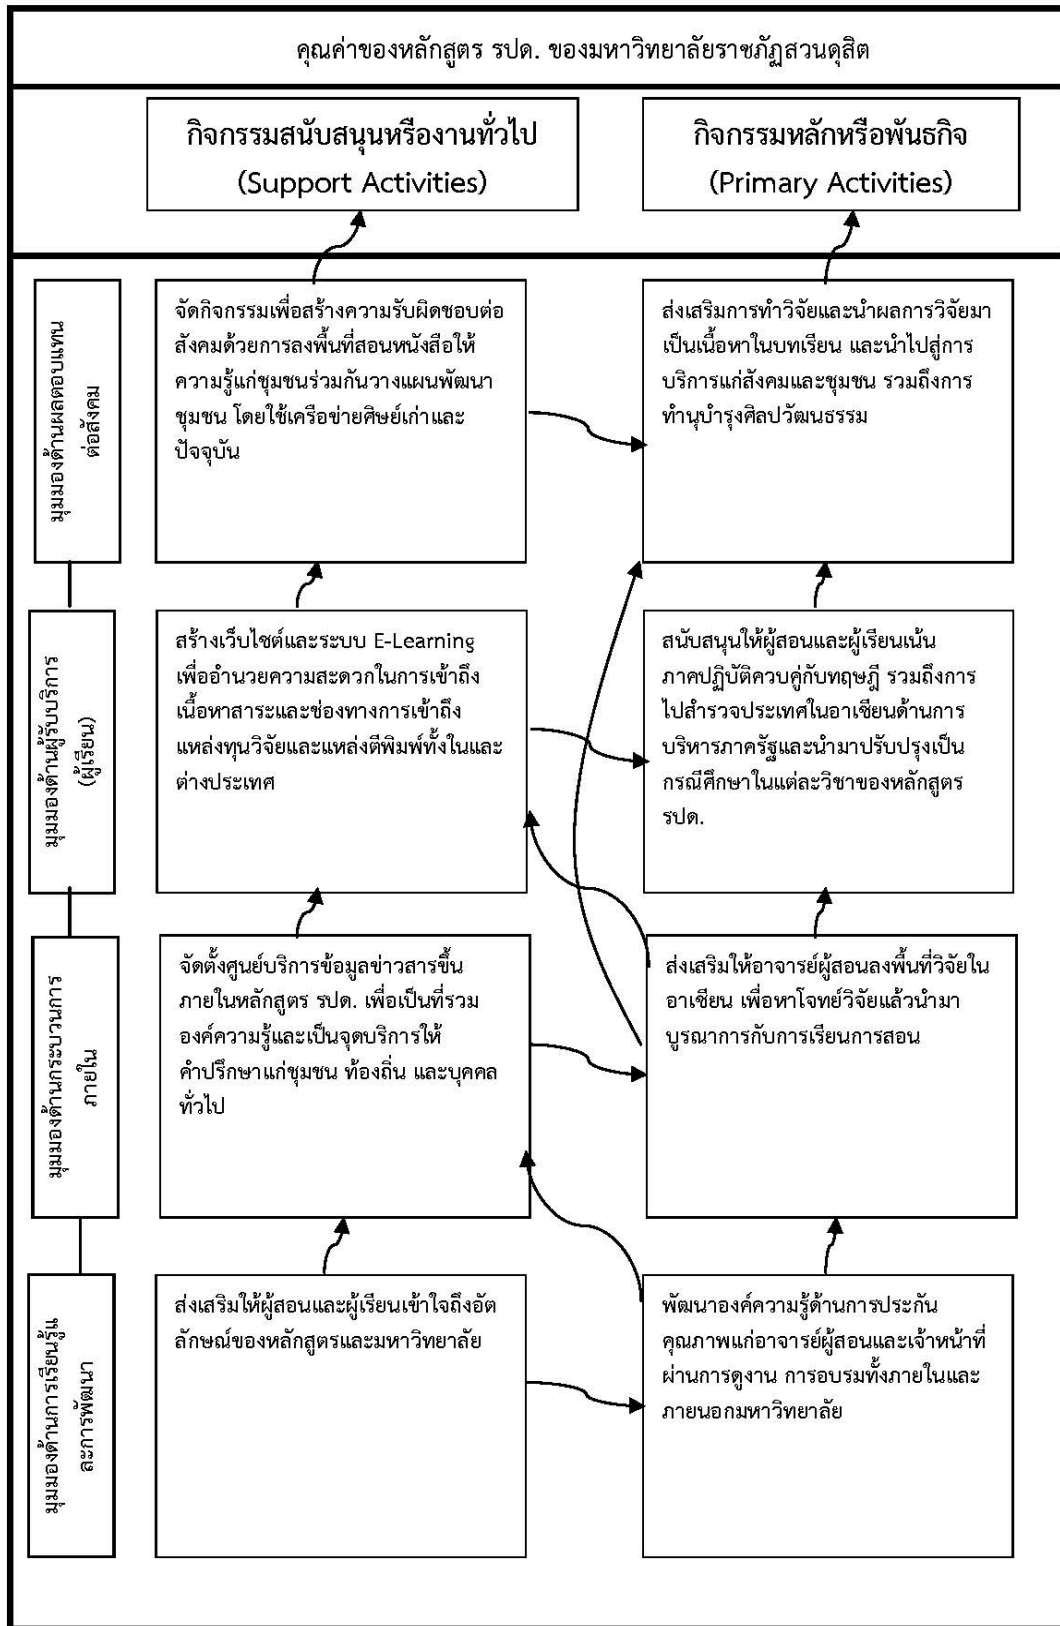 คุณค่าของหลักสูตร รปด. ของมหาวิทยาลัยราชภัฏสวนดุสิต
กิจกรรมสนับสนุนหรืองานทั่วไป
(Support Activities)
กิจกรรมหลักหรือพันธกิจ
(Primary Activities)
มุมมองด้านผลตอบแทน
ต่อสังคม
จัดกิจกรรมเพื่อสร้างความรับผิดชอบต่อ
สังคมด้วยการลงพื้นที่สอนหนังสือให้
ความรู้แก่ชุมชนร่วมกันวางแผนพัฒนา
ชุมชน โดยใช้เครือข่ายศิษย์เก่าและ
ปัจจุบัน
ส่งเสริมการทำวิจัยและนำผลการวิจัยมา
เป็นเนื้อหาในบทเรียน และนำไปสู่การ
บริการแก่สังคมและชุมชน รวมถึงการ
ทำนุบำรุงศิลปวัฒนธรรม
มุมมองด้านผู้รับบริการ
(ผู้เรียน)
สร้างเว็บไซต์และระบบ E-Learning
เพื่ออำนวยความสะดวกในการเข้าถึง
เนื้อหาสาระและช่องทางการเข้าถึง
แหล่งทุนวิจัยและแหล่งตีพิมพ์ทั้งในและ
ต่างประเทศ
สนับสนุนให้ผู้สอนและผู้เรียนเน้น
ภาคปฏิบัติควบคู่กับทฤษฎี รวมถึงการ
ไปสำรวจประเทศในอาเซียนด้านการ
บริหารภาครัฐและนำมาปรับปรุงเป็น
กรณีศึกษาในแต่ละวิชาของหลักสูตร
รปด.
มุมมองด้านกระบวนการ
ภายใน
จัดตั้งศูนย์บริการข้อมูลข่าวสารขึ้น
ภายในหลักสูตร รปด. เพื่อเป็นที่รวม
องค์ความรู้และเป็นจุดบริการให้
คำปรึกษาแก่ชุมชน ท้องถิ่น และบุคคล
ทั่วไป
ส่งเสริมให้อาจารย์ผู้สอนลงพื้นที่วิจัยใน
อาเซียน เพื่อหาโจทย์วิจัยแล้วนำมา
บูรณาการกับการเรียนการสอน
มุมมองด้านการเรียนรู้แ
ละการพัฒนา
ส่งเสริมให้ผู้สอนและผู้เรียนเข้าใจถึงอัต
ลักษณ์ของหลักสูตรและมหาวิทยาลัย
พัฒนาองค์ความรู้ด้านการประกัน
คุณภาพแก่อาจารย์ผู้สอนและเจ้าหน้าที่
ผ่านการดูงาน การอบรมทั้งภายในและ
ภายนอกมหาวิทยาลัย